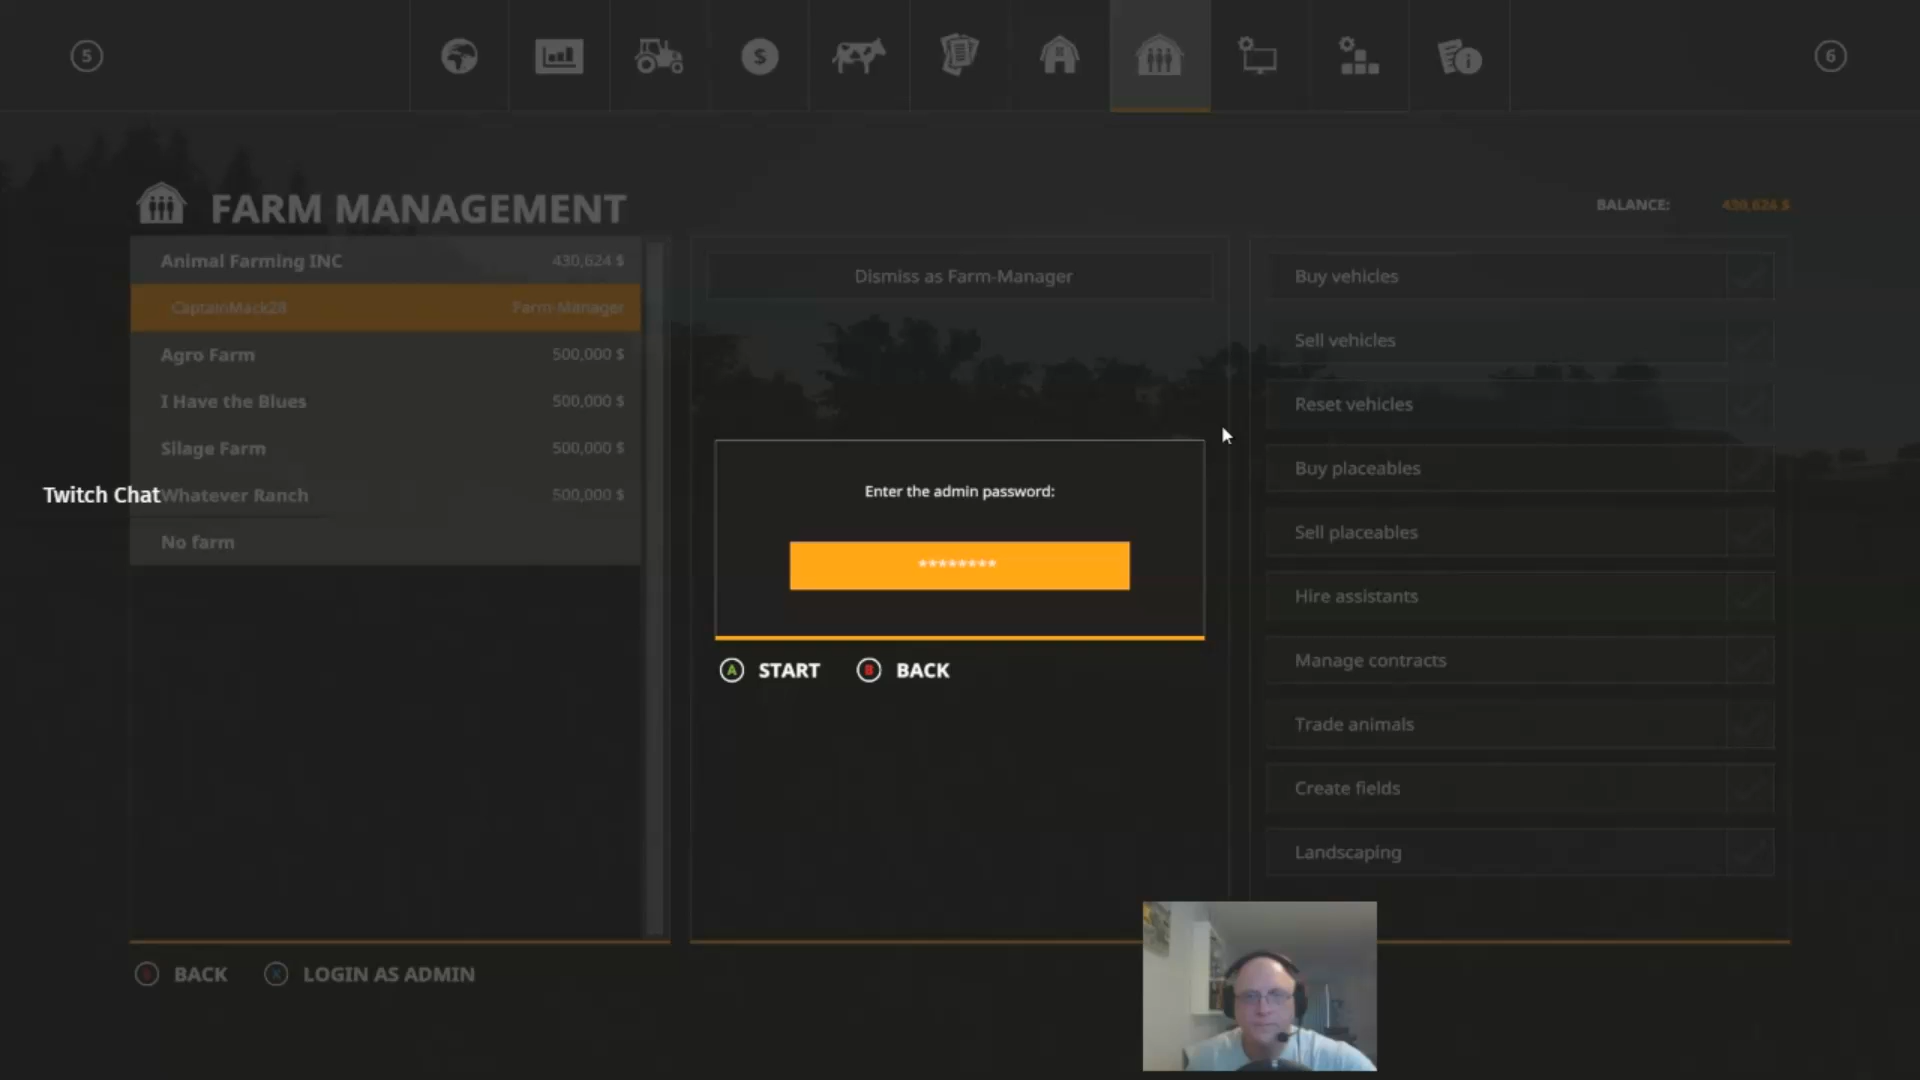 5
6
FARM MANAGEMENT
BALANCE: 430,624 $
Animal Farming INC 430,624 $
CaptainMack28 Farm-Manager
Agro Farm 500,000 $
I Have the Blues 500,000 $
Silage Farm 500,000 $
Twitch Chat
Whatever Ranch 500,000 $
No farm
Dismiss as Farm-Manager
Enter the admin password:
********
A START B BACK
Buy vehicles
Sell vehicles
Reset vehicles
Buy placeables
Sell placeables
Hire assistants
Manage contracts
Trade animals
Create fields
Landscaping
BACK X LOGIN AS ADMIN